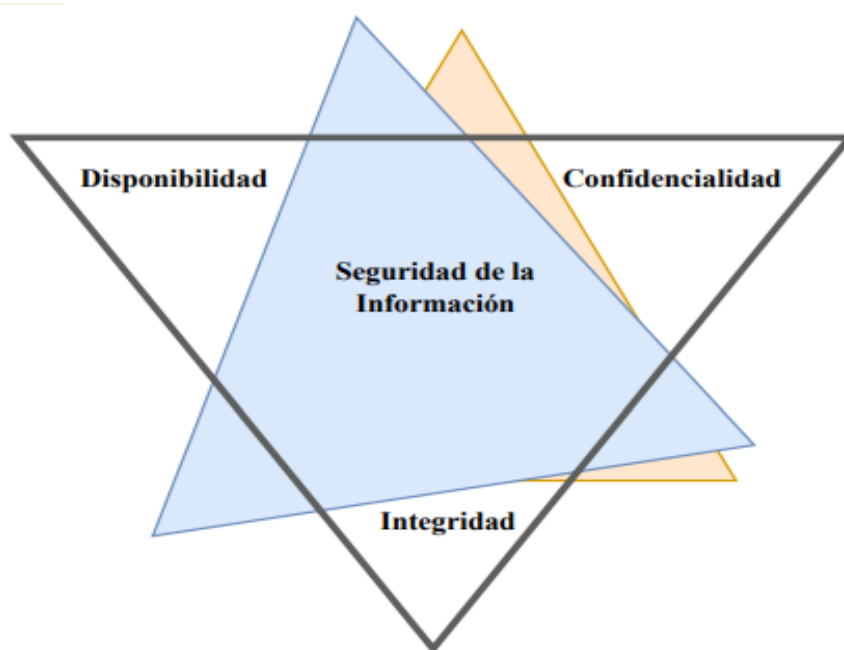 Disponibilidad
Confidencialidad
Seguridad de la
Información
Integridad